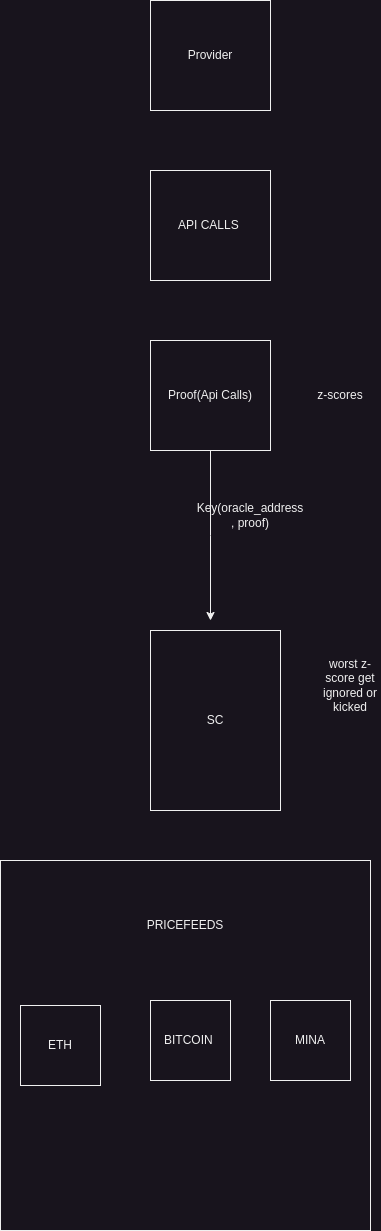 Provider
API CALLS
Proof(Api Calls)
z-scores
Key(oracle_address
, proof)
worst z-
score get
ignored or
kicked
SC
PRICEFEEDS
ETH
BITCOIN
MINA